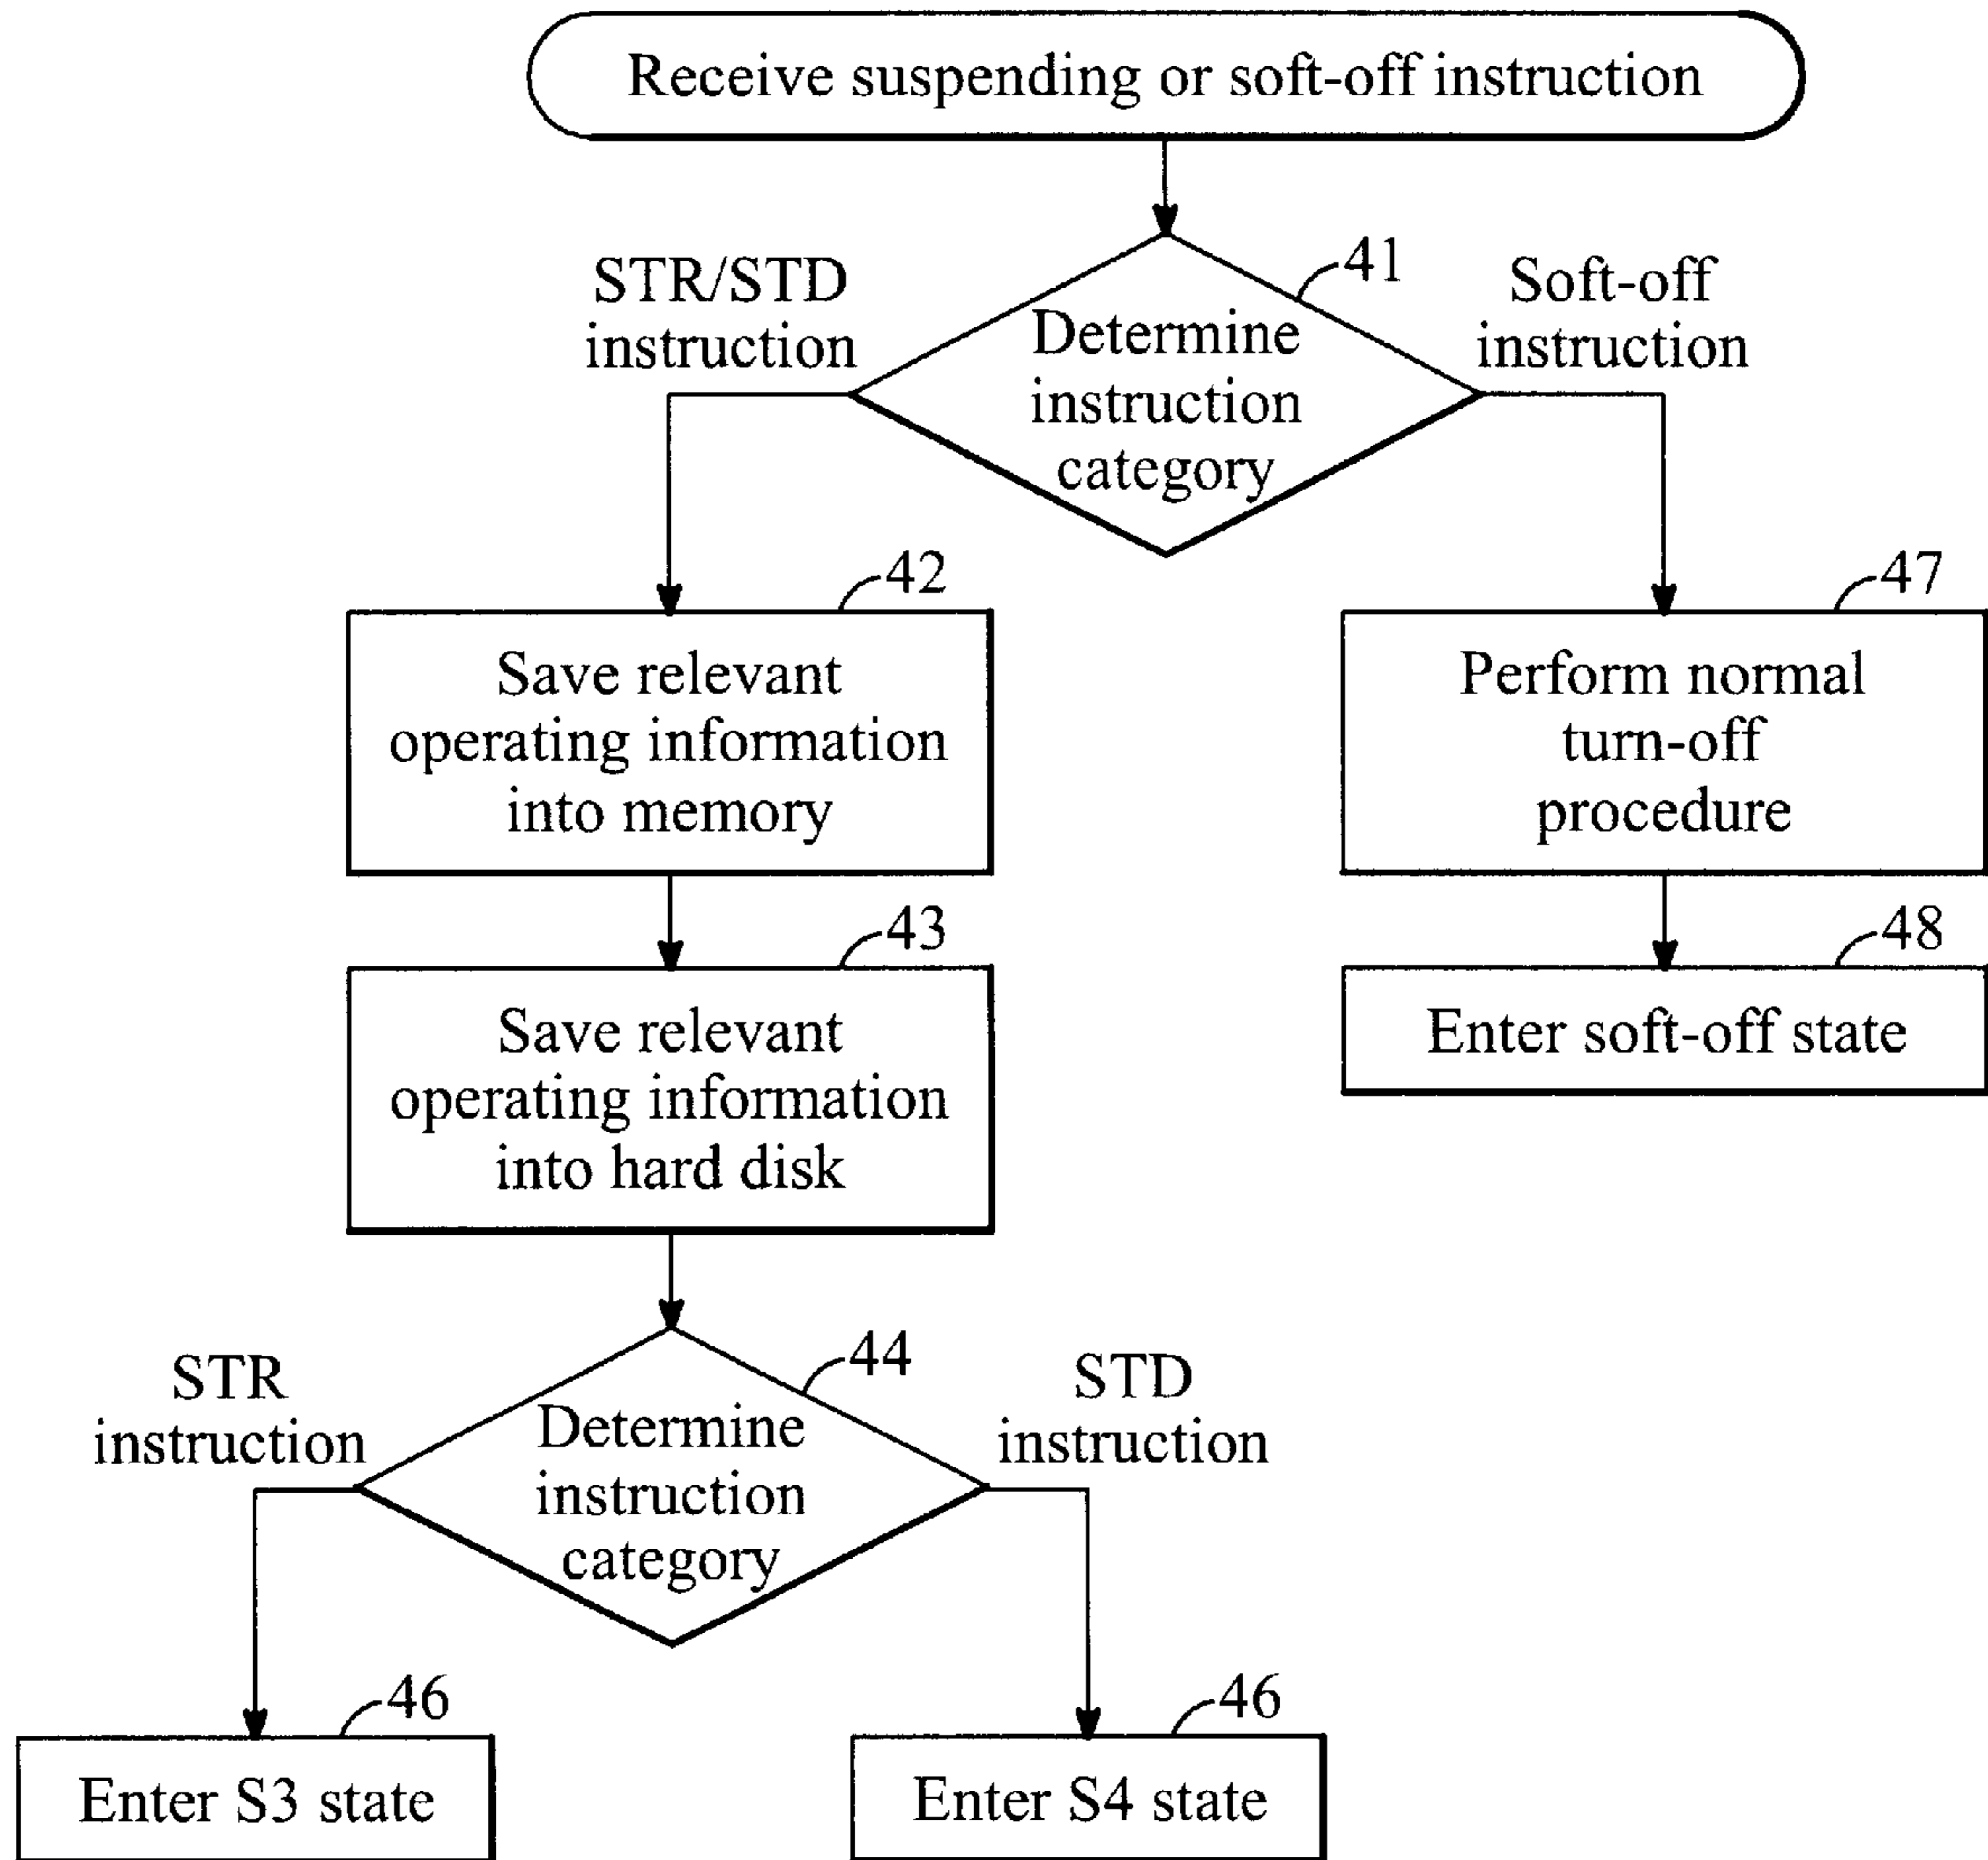 Receive suspending or soft-off instruction
41
STR/STD
instruction
Soft-off
instruction
Determine
instruction
category
42
Save relevant
operating information
into memory
47
Perform normal
turn-off
procedure
43
Save relevant
operating information
into hard disk
48
Enter soft-off state
44
STR
instruction
STD
instruction
Determine
instruction
category
46
Enter S3 state
46
Enter S4 state